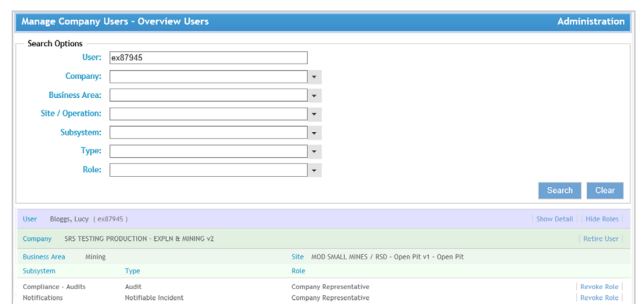 Manage Company Users - Overview Users Administration
Search Options
User: ex87945
Company:
Business Area:
Site / Operation:
Subsystem:
Type:
Role:
Search Clear
User Bloggs, Lucy ( ex87945 ) | Show Detail | | Hide Roles |
Company SRS TESTING PRODUCTION - EXPLN & MINING v2 | Retire User |
Business Area Mining Site MOD SMALL MINES / RSD - Open Pit v1 - Open Pit
Subsystem Type Role
Compliance - Audits Audit Company Representative | Revoke Role |
Notifications Notifiable Incident Company Representative | Revoke Role |